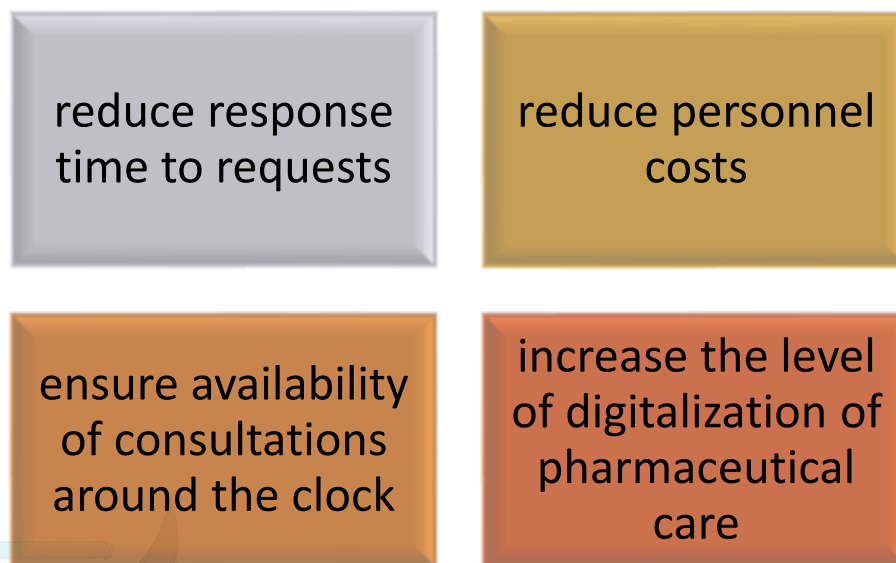 reduce response
time to requests
reduce personnel
costs
ensure availability
of consultations
around the clock
increase the level
of digitalization of
pharmaceutical
care